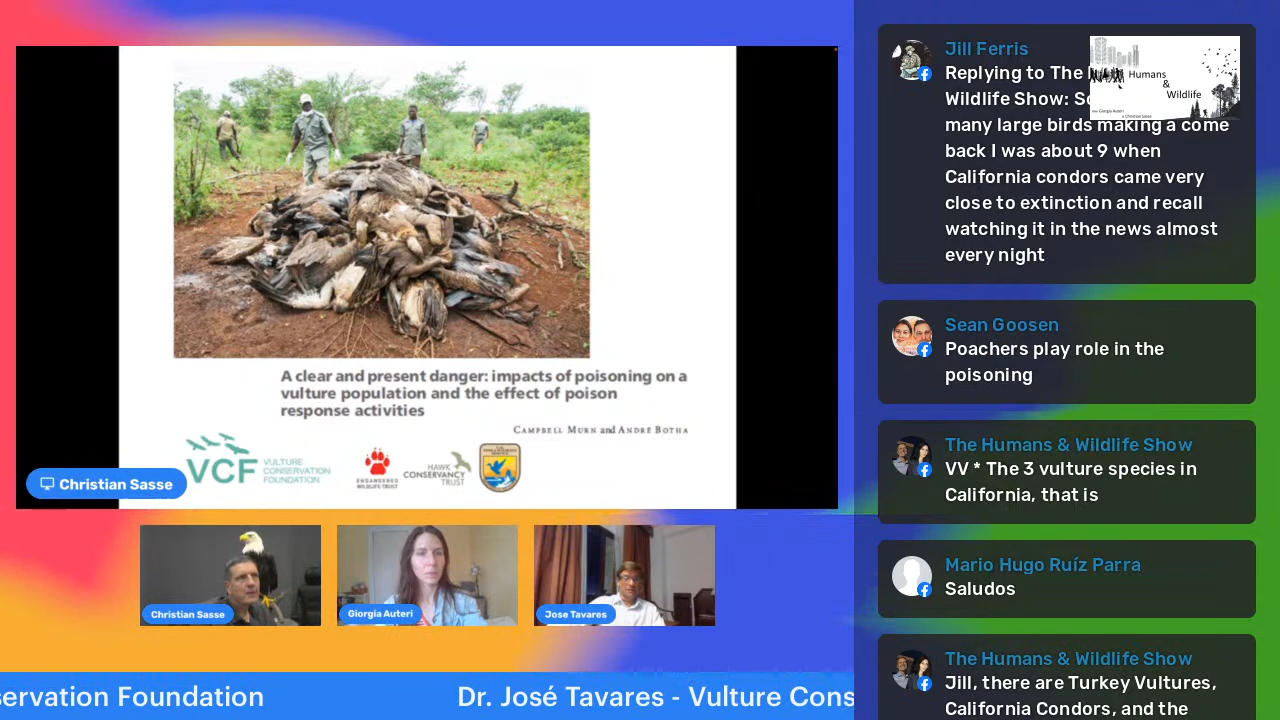 A clear and present danger: impacts of poisoning on a
vulture population and the effect of poison
response activities
Campbell Murn and André Botha
VCF
VULTURE
CONSERVATION
FOUNDATION
ENDANGERED
WILDLIFE TRUST
HAWK
CONSERVANCY
TRUST
Christian Sasse
Christian Sasse
Giorgia Auteri
Jose Tavares
servation Foundation
Dr. José Tavares - Vulture Cons
Jill Ferris
Replying to The
Wildlife Show:
many large birds making a come
back I was about 9 when
California condors came very
close to extinction and recall
watching it in the news almost
every night
Humans
&
Wildlife
Sean Goosen
Poachers play role in the
poisoning
The Humans & Wildlife Show
VV * The 3 vulture species in
California, that is
Mario Hugo Ruíz Parra
Saludos
The Humans & Wildlife Show
Jill, there are Turkey Vultures,
California Condors, and the